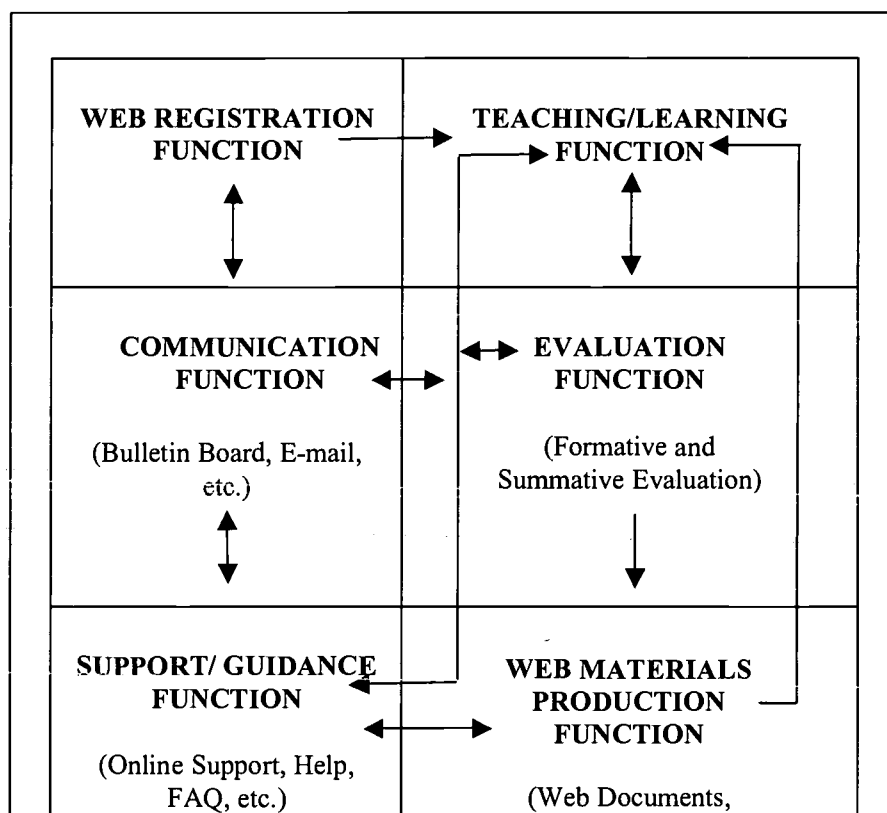 WEB REGISTRATION
FUNCTION
TEACHING/LEARNING
FUNCTION
COMMUNICATION
FUNCTION
(Bulletin Board, E-mail,
etc.)
EVALUATION
FUNCTION
(Formative and
Summative Evaluation)
SUPPORT/ GUIDANCE
FUNCTION
(Online Support, Help,
FAQ, etc.)
WEB MATERIALS
PRODUCTION
FUNCTION
(Web Documents,